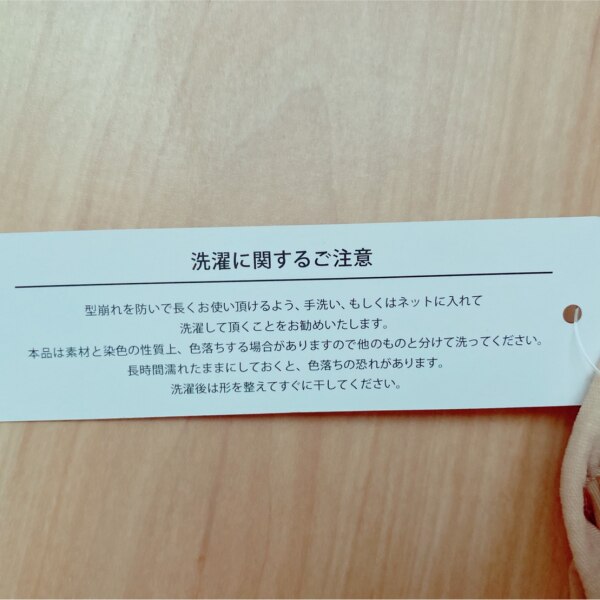 洗濯に関するご注意
型崩れを防いで長くお使い頂けるよう、手洗い、もしくはネットに入れて
洗濯して頂くことをお勧めいたします。
本品は素材と染色の性質上、色落ちする場合がありますので他のものと分けて洗ってください。
長時間濡れたままにしておくと、色落ちの恐れがあります。
洗濯後は形を整えてすぐに干してください。